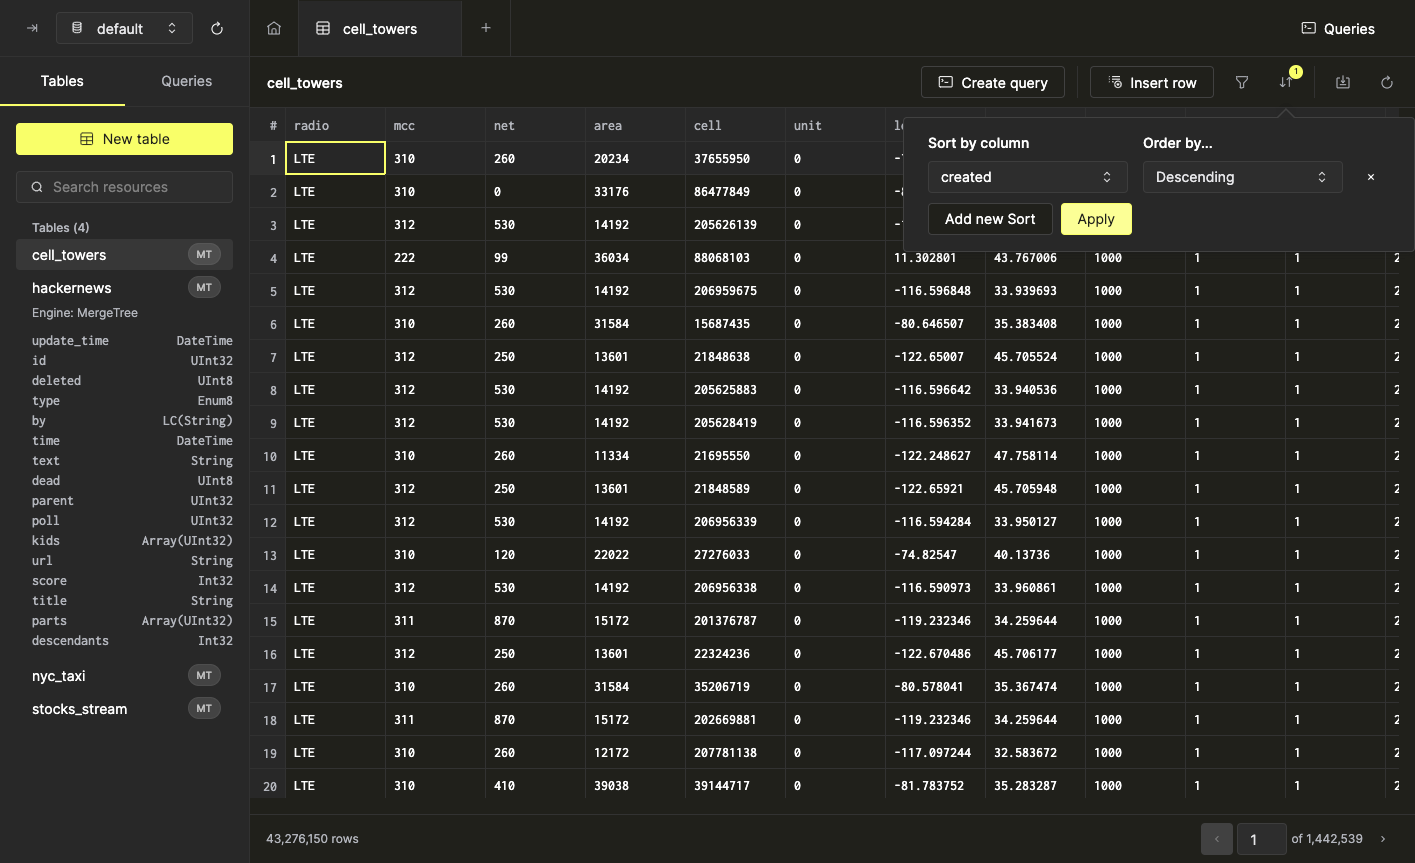 default
cell_towers
+
Queries
Tables
Queries
cell_towers
Create query
Insert row
1
New table
Search resources
Tables (4)
cell_towers MT
hackernews MT
Engine: MergeTree
update_time DateTime
id UInt32
deleted UInt8
type Enum8
by LC(String)
time DateTime
text String
dead UInt8
parent UInt32
poll UInt32
kids Array(UInt32)
url String
score Int32
title String
parts Array(UInt32)
descendants Int32
nyc_taxi MT
stocks_stream MT
# radio mcc net area cell unit
Sort by column Order by...
created Descending ×
Add new Sort Apply
1 LTE 310 260 20234 37655950 0
2 LTE 310 0 33176 86477849 0
3 LTE 312 530 14192 205626139 0
4 LTE 222 99 36034 88068103 0 11.302801 43.767006 1000 1 1 2
5 LTE 312 530 14192 206959675 0 -116.596848 33.939693 1000 1 1 2
6 LTE 310 260 31584 15687435 0 -80.646507 35.383408 1000 1 1 2
7 LTE 312 250 13601 21848638 0 -122.65007 45.705524 1000 1 1 2
8 LTE 312 530 14192 205625883 0 -116.596642 33.940536 1000 1 1 2
9 LTE 312 530 14192 205628419 0 -116.596352 33.941673 1000 1 1 2
10 LTE 310 260 11334 21695550 0 -122.248627 47.758114 1000 1 1 2
11 LTE 312 250 13601 21848589 0 -122.65921 45.705948 1000 1 1 2
12 LTE 312 530 14192 206956339 0 -116.594284 33.950127 1000 1 1 2
13 LTE 310 120 22022 27276033 0 -74.82547 40.13736 1000 1 1 2
14 LTE 312 530 14192 206956338 0 -116.590973 33.960861 1000 1 1 2
15 LTE 311 870 15172 201376787 0 -119.232346 34.259644 1000 1 1 2
16 LTE 312 250 13601 22324236 0 -122.670486 45.706177 1000 1 1 2
17 LTE 310 260 31584 35206719 0 -80.578041 35.367474 1000 1 1 2
18 LTE 311 870 15172 202669881 0 -119.232346 34.259644 1000 1 1 2
19 LTE 310 260 12172 207781138 0 -117.097244 32.583672 1000 1 1 2
20 LTE 310 410 39038 39144717 0 -81.783752 35.283287 1000 1 1 2
43,276,150 rows
1 of 1,442,539